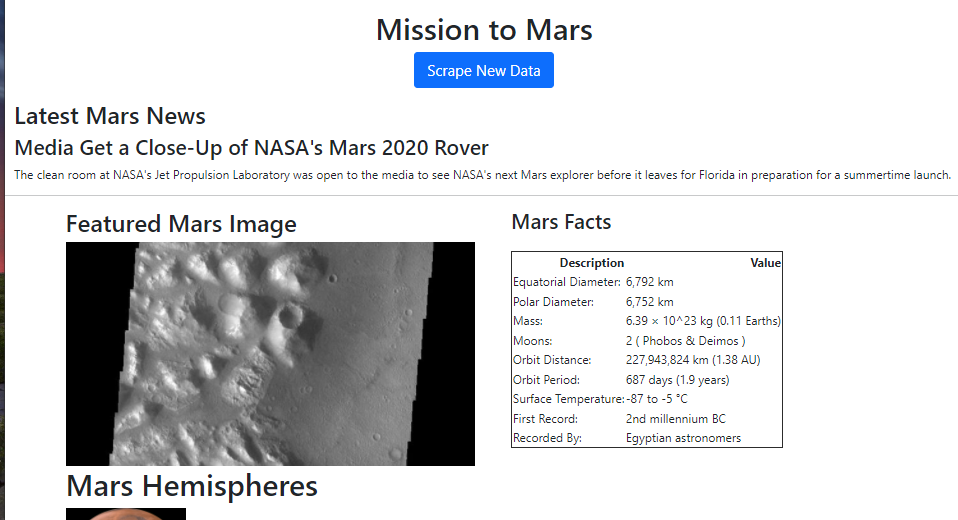 Mission to Mars
Scrape New Data
Latest Mars News
Media Get a Close-Up of NASA's Mars 2020 Rover
The clean room at NASA's Jet Propulsion Laboratory was open to the media to see NASA's next Mars explorer before it leaves for Florida in preparation for a summertime launch.
Featured Mars Image
Mars Facts
Description Value
Equatorial Diameter: 6,792 km
Polar Diameter: 6,752 km
Mass: 6.39 × 10^23 kg (0.11 Earths)
Moons: 2 ( Phobos & Deimos )
Orbit Distance: 227,943,824 km (1.38 AU)
Orbit Period: 687 days (1.9 years)
Surface Temperature: -87 to -5 °C
First Record: 2nd millennium BC
Recorded By: Egyptian astronomers
Mars Hemispheres